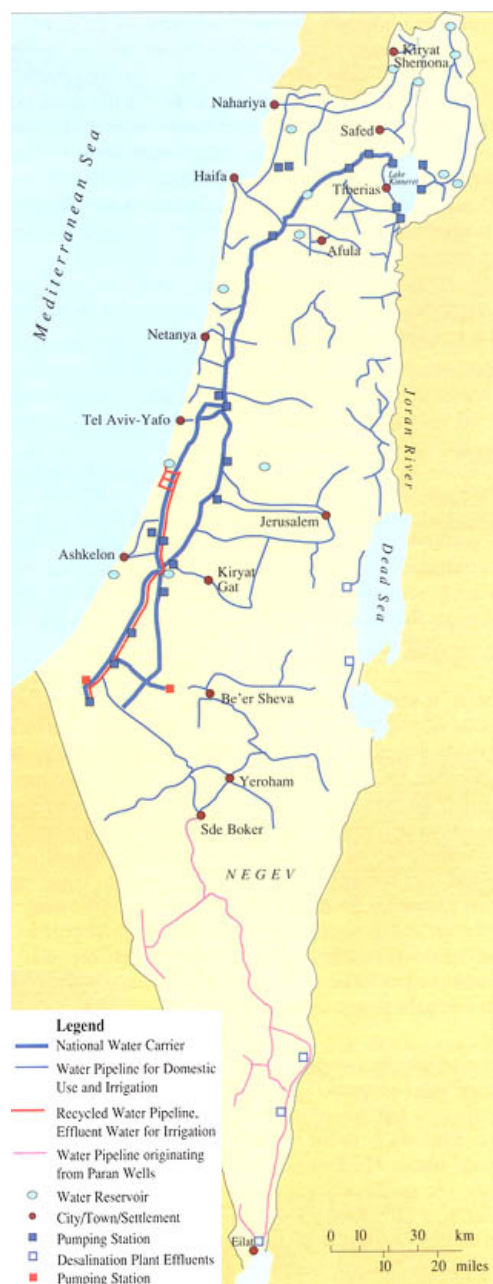 Kiryat
Shemona
Nahariya
Safed
Lake
Kinneret
Haifa
Tiberias
Mediterranean Sea
Afula
Netanya
Joran River
Tel Aviv-Yafo
Jerusalem
Ashkelon
Kiryat
Gat
Dead Sea
Be'er Sheva
Yeroham
Sde Boker
NEGEV
Legend
National Water Carrier
Water Pipeline for Domestic
Use and Irrigation
Recycled Water Pipeline,
Effluent Water for Irrigation
Water Pipeline originating
from Paran Wells
Water Reservoir
City/Town/Settlement
Pumping Station
Desalination Plant Effluents
Pumping Station
Eilat
0 10 30 km
10 20 miles